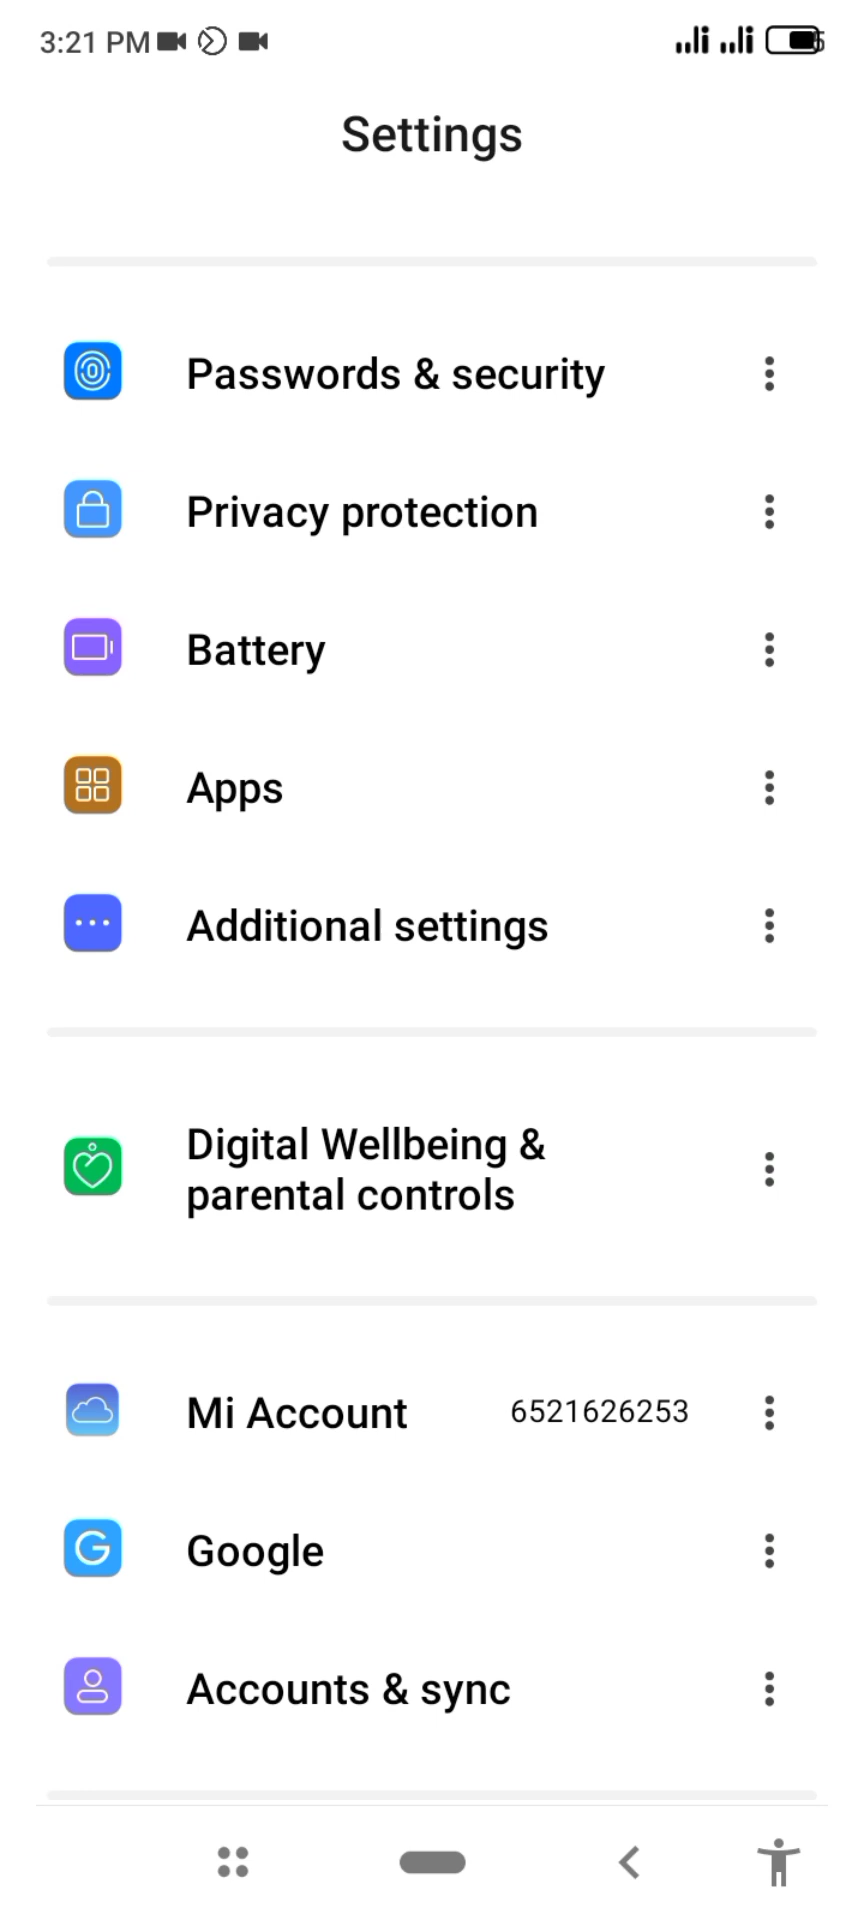 3:21 PM
Settings
Passwords & security
Privacy protection
Battery
Apps
Additional settings
Digital Wellbeing &
parental controls
Mi Account 6521626253
Google
Accounts & sync